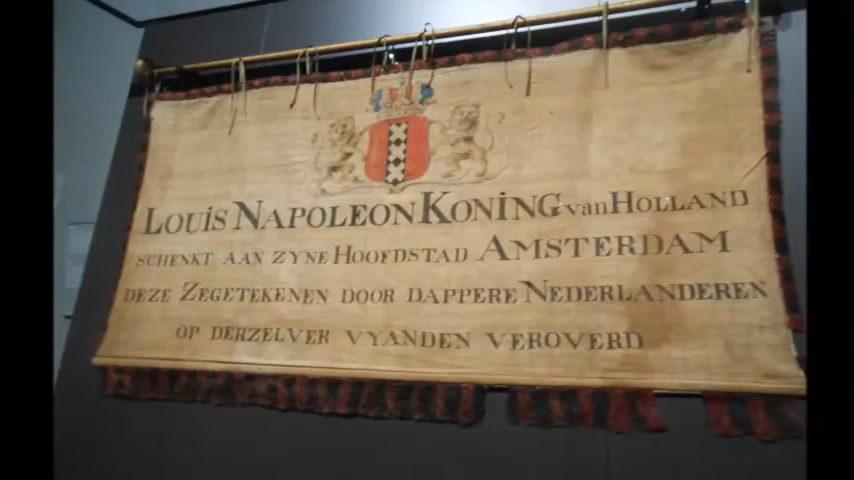 LOUIS NAPOLEON KONING van HOLLAND
SCHENKT AAN ZYNE HOOFDSTAD AMSTERDAM
DEZE ZEGETEKENEN DOOR DAPPERE NEDERLANDEREN
OP DERZELVER VYANDEN VEROVERD.